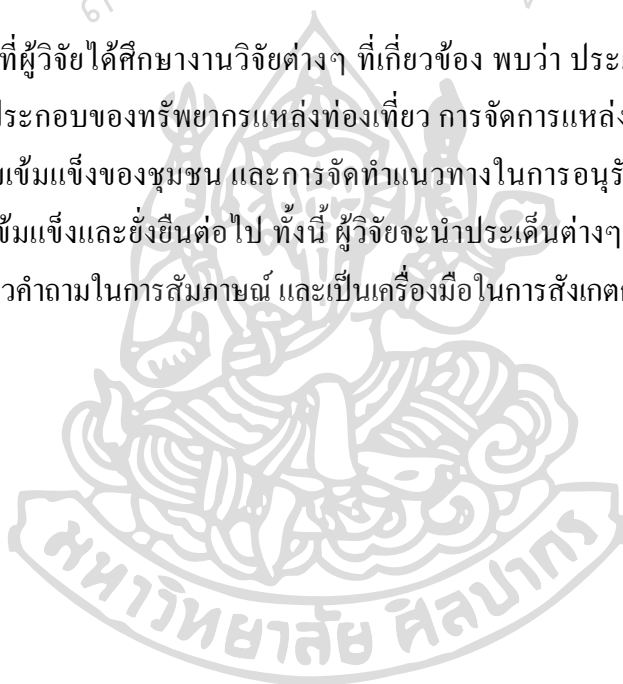 ที่ผู้วิจัยได้ศึกษางานวิจัยต่างๆ ที่เกี่ยวข้อง พบว่า
ประกอบของทรัพยากรแหล่งท่องเที่ยว การจัดการแหล่ง
เข้มแข็งของชุมชน และการจัดทำแนวทางในการ
ข้มแข็งและยั่งยืนต่อไป ทั้งนี้ ผู้วิจัยจะนำประเด็นต่างๆ
วคำถามในการสัมภาษณ์ และเป็นเครื่องมือในการสังเกต
มหาวิทยาลัย ศิลปากร